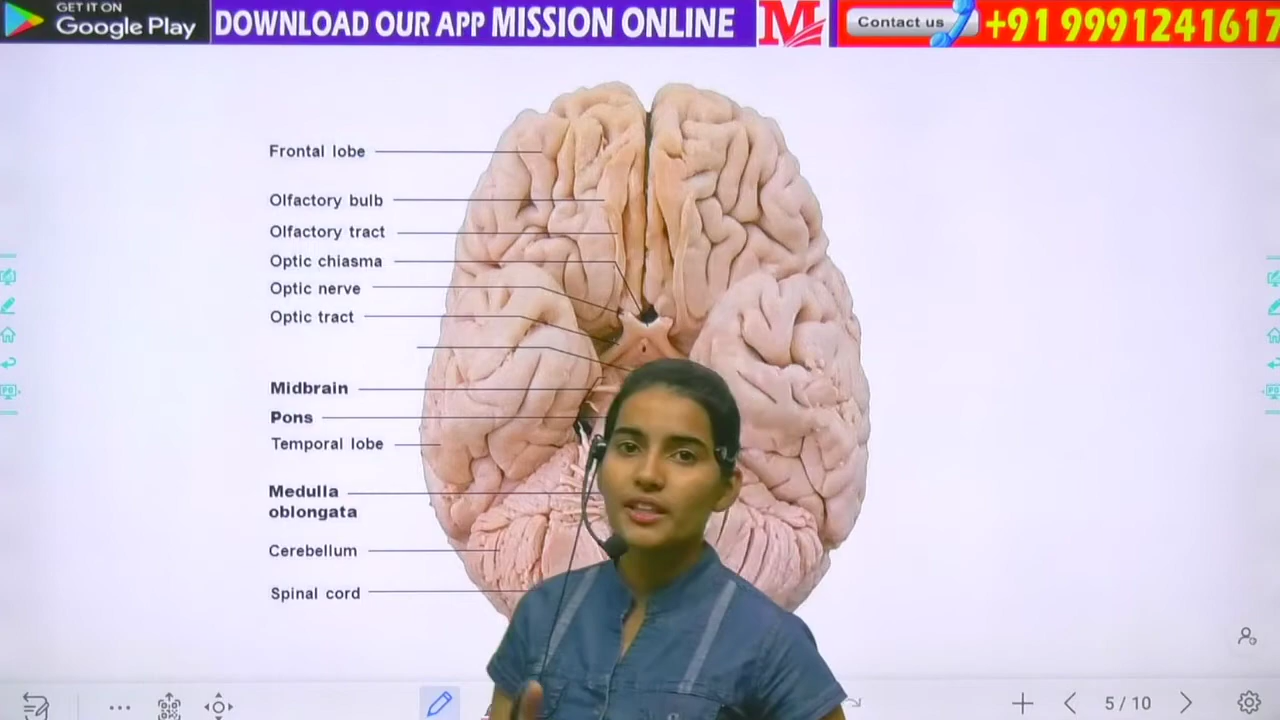 GET IT ON
Google Play
DOWNLOAD OUR APP MISSION ONLINE
M
Contact us
+91 9991241617
Frontal lobe
Olfactory bulb
Olfactory tract
Optic chiasma
Optic nerve
Optic tract
Midbrain
Pons
Temporal lobe
Medulla
oblongata
Cerebellum
Spinal cord
5 / 10